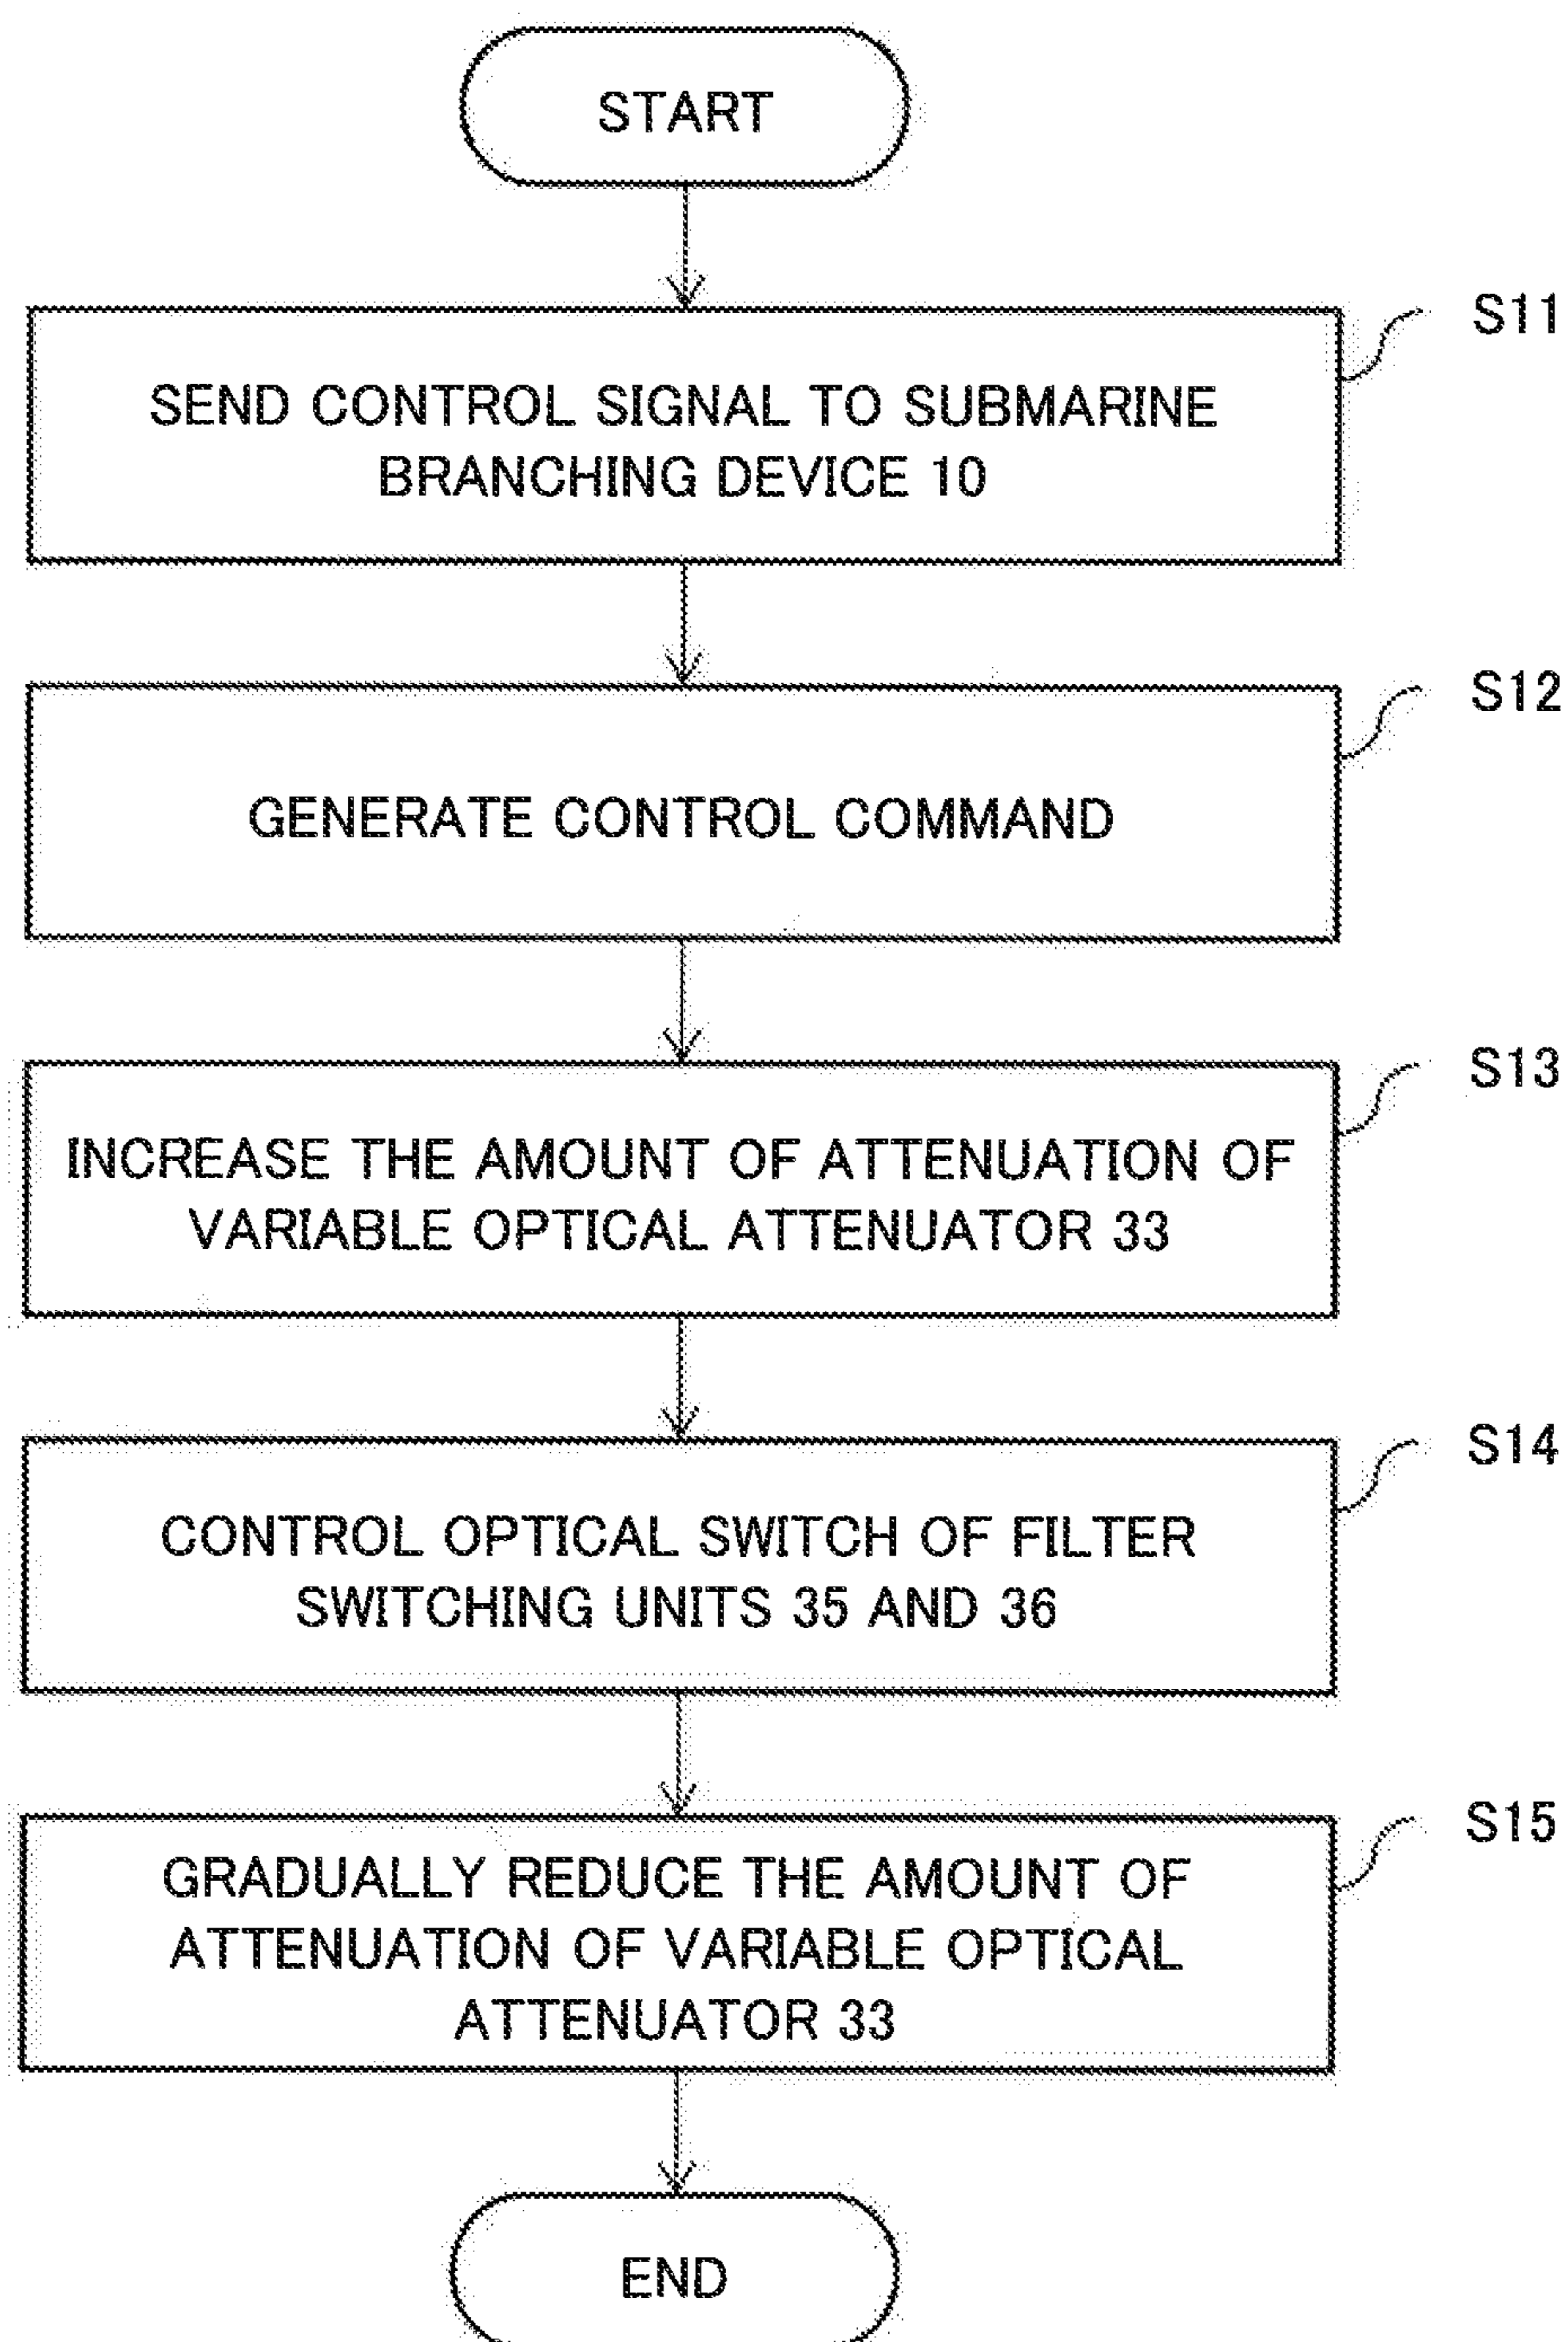 START
S11
SEND CONTROL SIGNAL TO SUBMARINE
BRANCHING DEVICE 10
S12
GENERATE CONTROL COMMAND
S13
INCREASE THE AMOUNT OF ATTENUATION OF
VARIABLE OPTICAL ATTENUATOR 33
S14
CONTROL OPTICAL SWITCH OF FILTER
SWITCHING UNITS 35 AND 36
S15
GRADUALLY REDUCE THE AMOUNT OF
ATTENUATION OF VARIABLE OPTICAL
ATTENUATOR 33
END